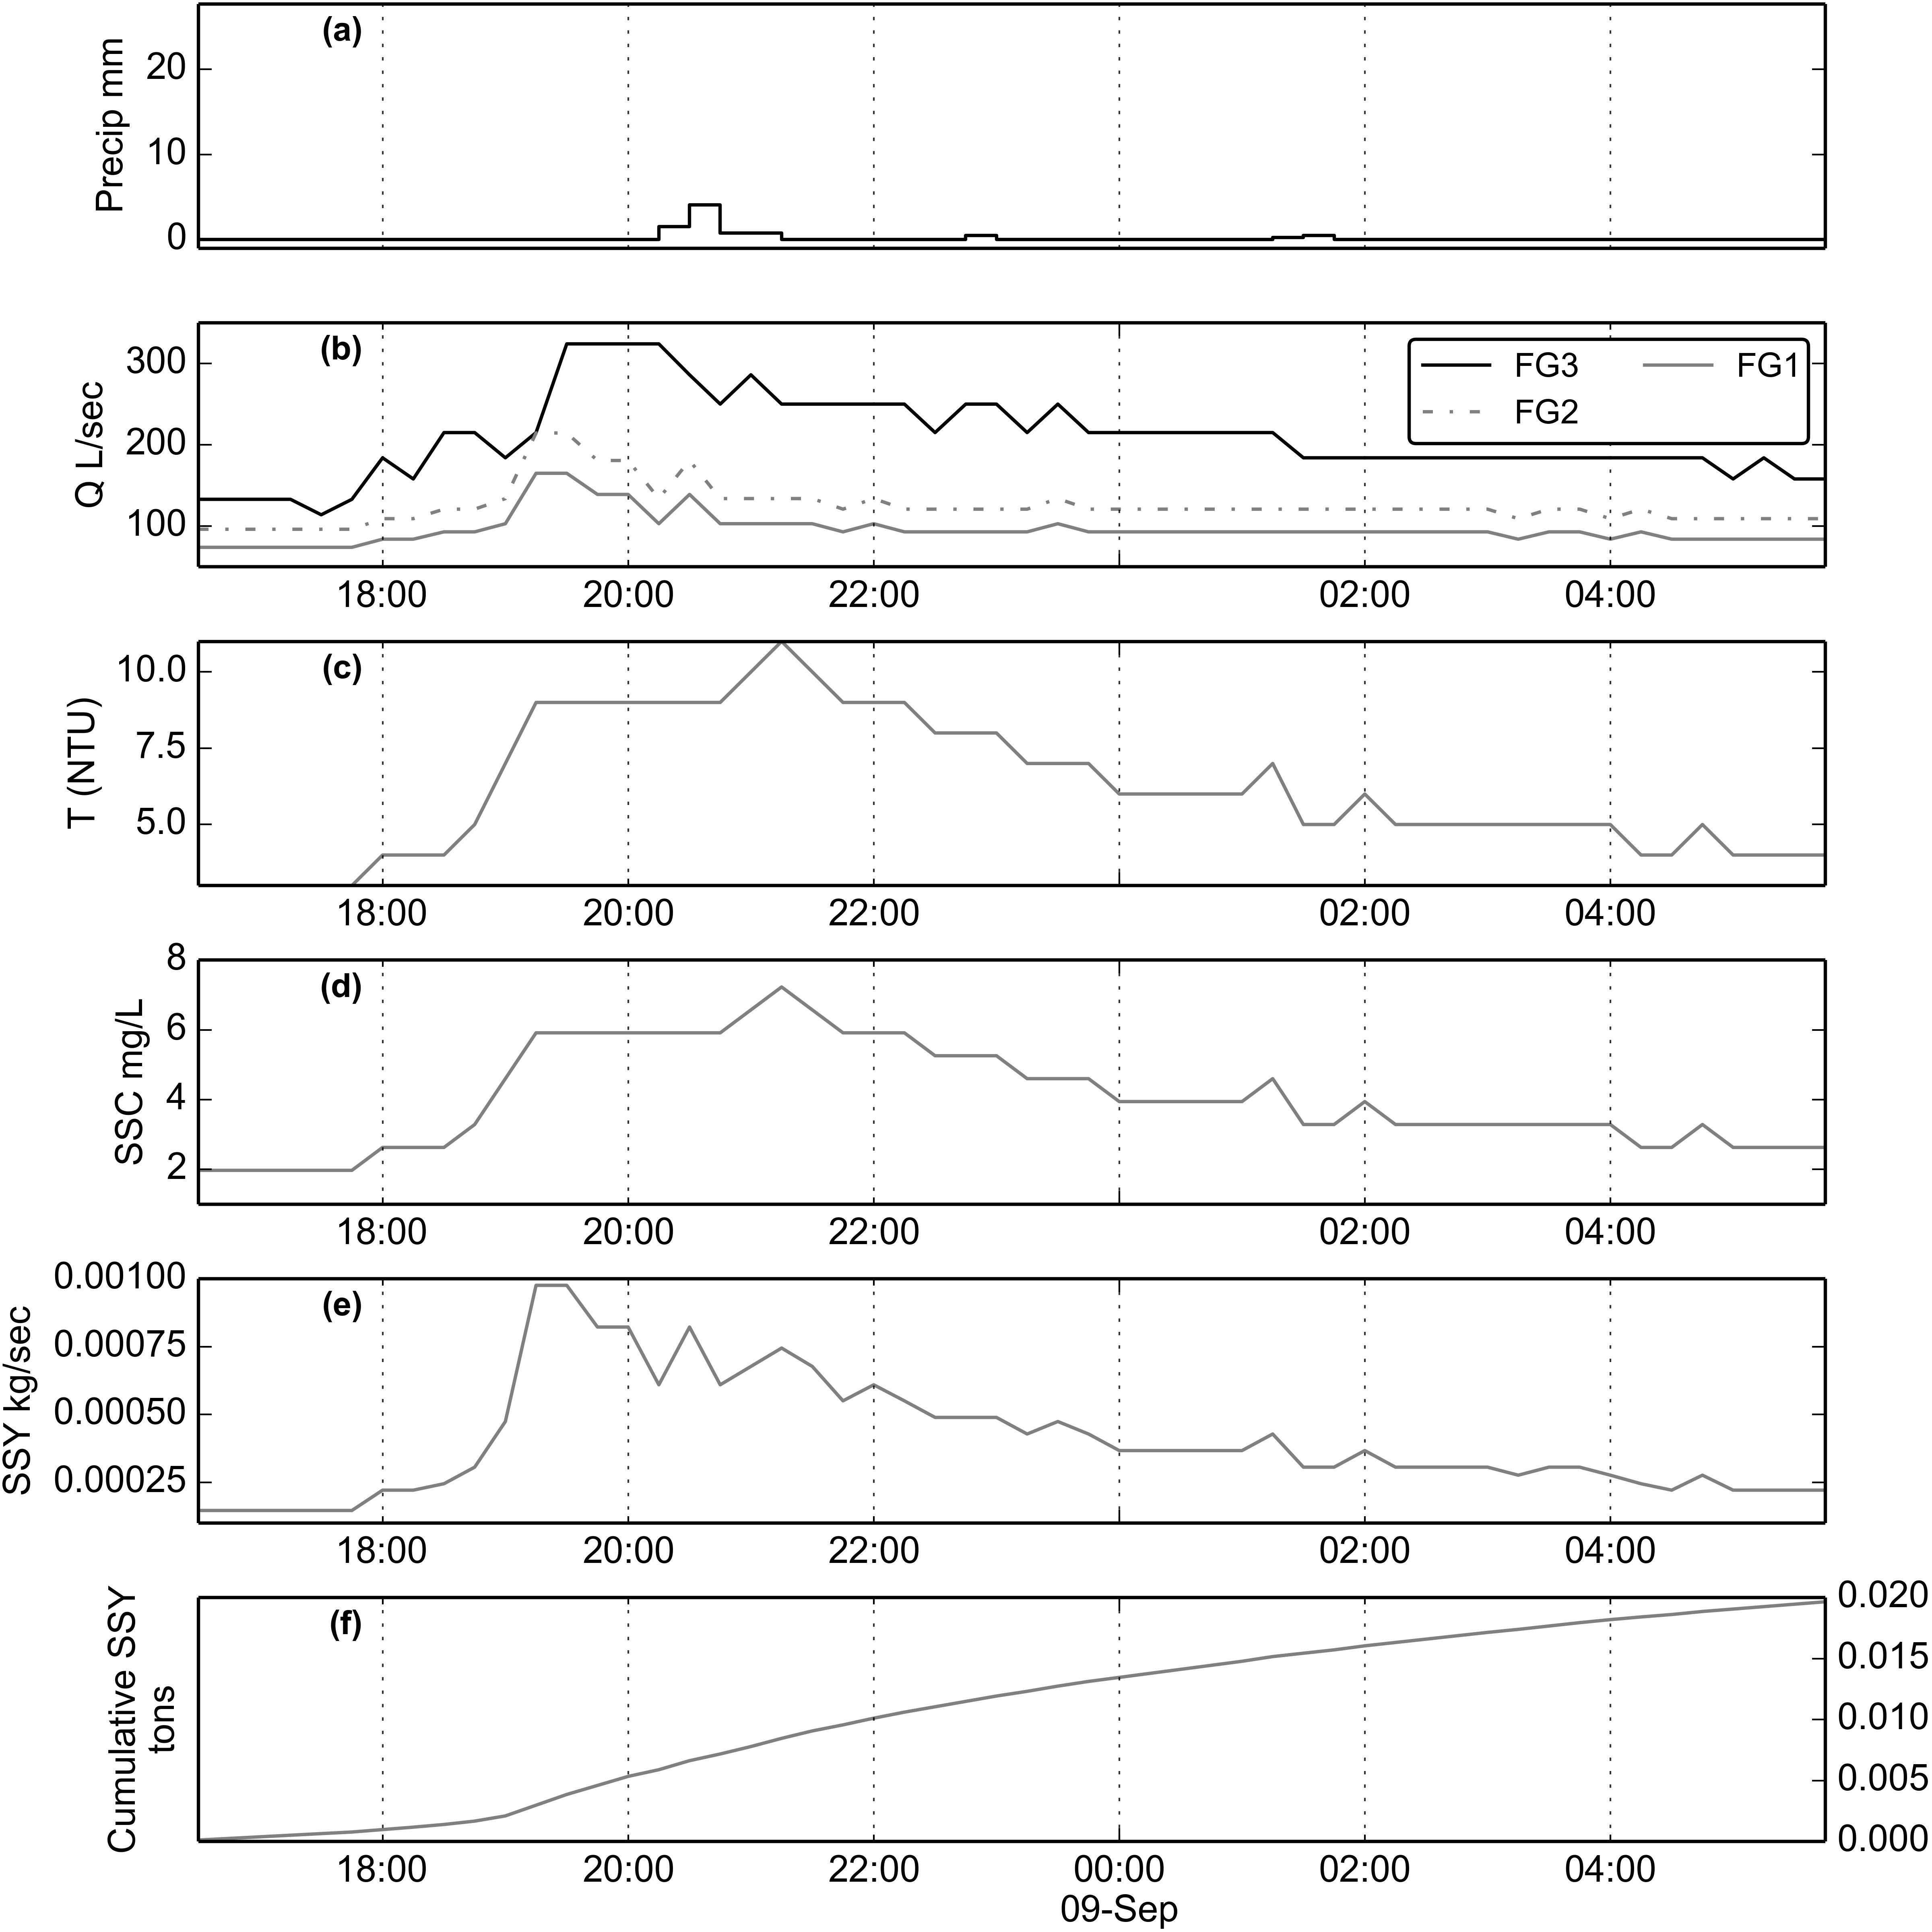 (a)
Precip mm
20
10
0
(b)
Q L/sec
300
200
100
FG3 FG1
FG2
18:00 20:00 22:00 02:00 04:00
(c)
T (NTU)
10.0
7.5
5.0
18:00 20:00 22:00 02:00 04:00
(d)
SSC mg/L
8
6
4
2
18:00 20:00 22:00 02:00 04:00
(e)
SSY kg/sec
0.00100
0.00075
0.00050
0.00025
18:00 20:00 22:00 02:00 04:00
(f)
Cumulative SSY
tons
0.020
0.015
0.010
0.005
0.000
18:00 20:00 22:00 00:00 02:00 04:00
09-Sep